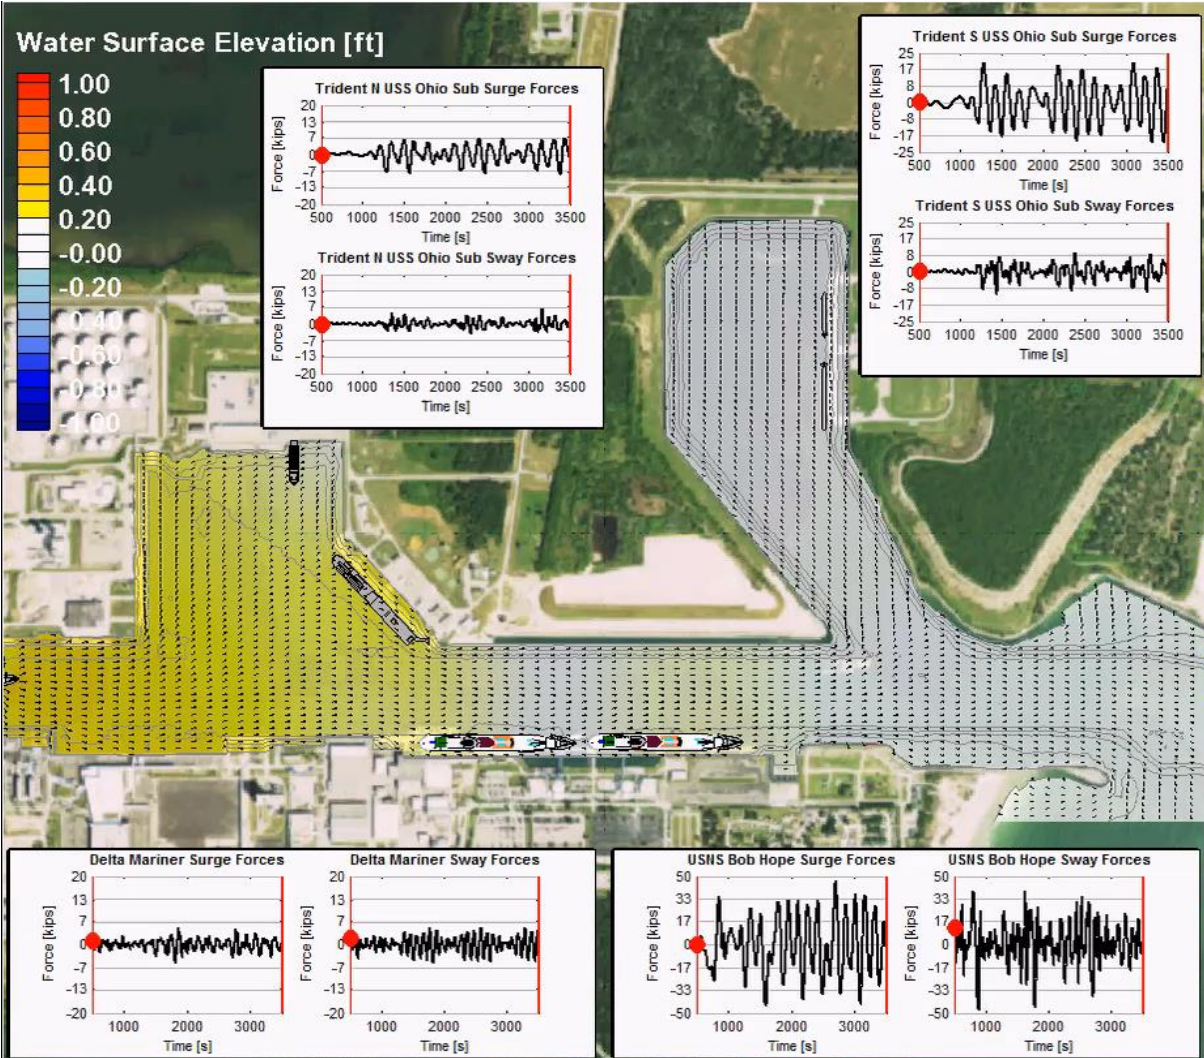 Water Surface Elevation [ft]
1.00
0.80
0.60
0.40
0.20
-0.00
-0.20
-0.40
-0.60
-0.80
-1.00
Trident N USS Ohio Sub Surge Forces
Force [kips]
20
13
7
0
-7
-13
-20
500 1000 1500 2000 2500 3000 3500
Time [s]
Trident N USS Ohio Sub Sway Forces
Force [kips]
20
13
7
0
-7
-13
-20
500 1000 1500 2000 2500 3000 3500
Time [s]
Trident S USS Ohio Sub Surge Forces
Force [kips]
25
17
8
0
-8
-17
-25
500 1000 1500 2000 2500 3000 3500
Time [s]
Trident S USS Ohio Sub Sway Forces
Force [kips]
25
17
8
0
-8
-17
-25
500 1000 1500 2000 2500 3000 3500
Time [s]
Delta Mariner Surge Forces
Force [kips]
20
13
7
0
-7
-13
-20
1000 2000 3000
Time [s]
Delta Mariner Sway Forces
Force [kips]
20
13
7
0
-7
-13
-20
1000 2000 3000
Time [s]
USNS Bob Hope Surge Forces
Force [kips]
50
33
17
0
-17
-33
-50
1000 2000 3000
Time [s]
USNS Bob Hope Sway Forces
Force [kips]
50
33
17
0
-17
-33
-50
1000 2000 3000
Time [s]